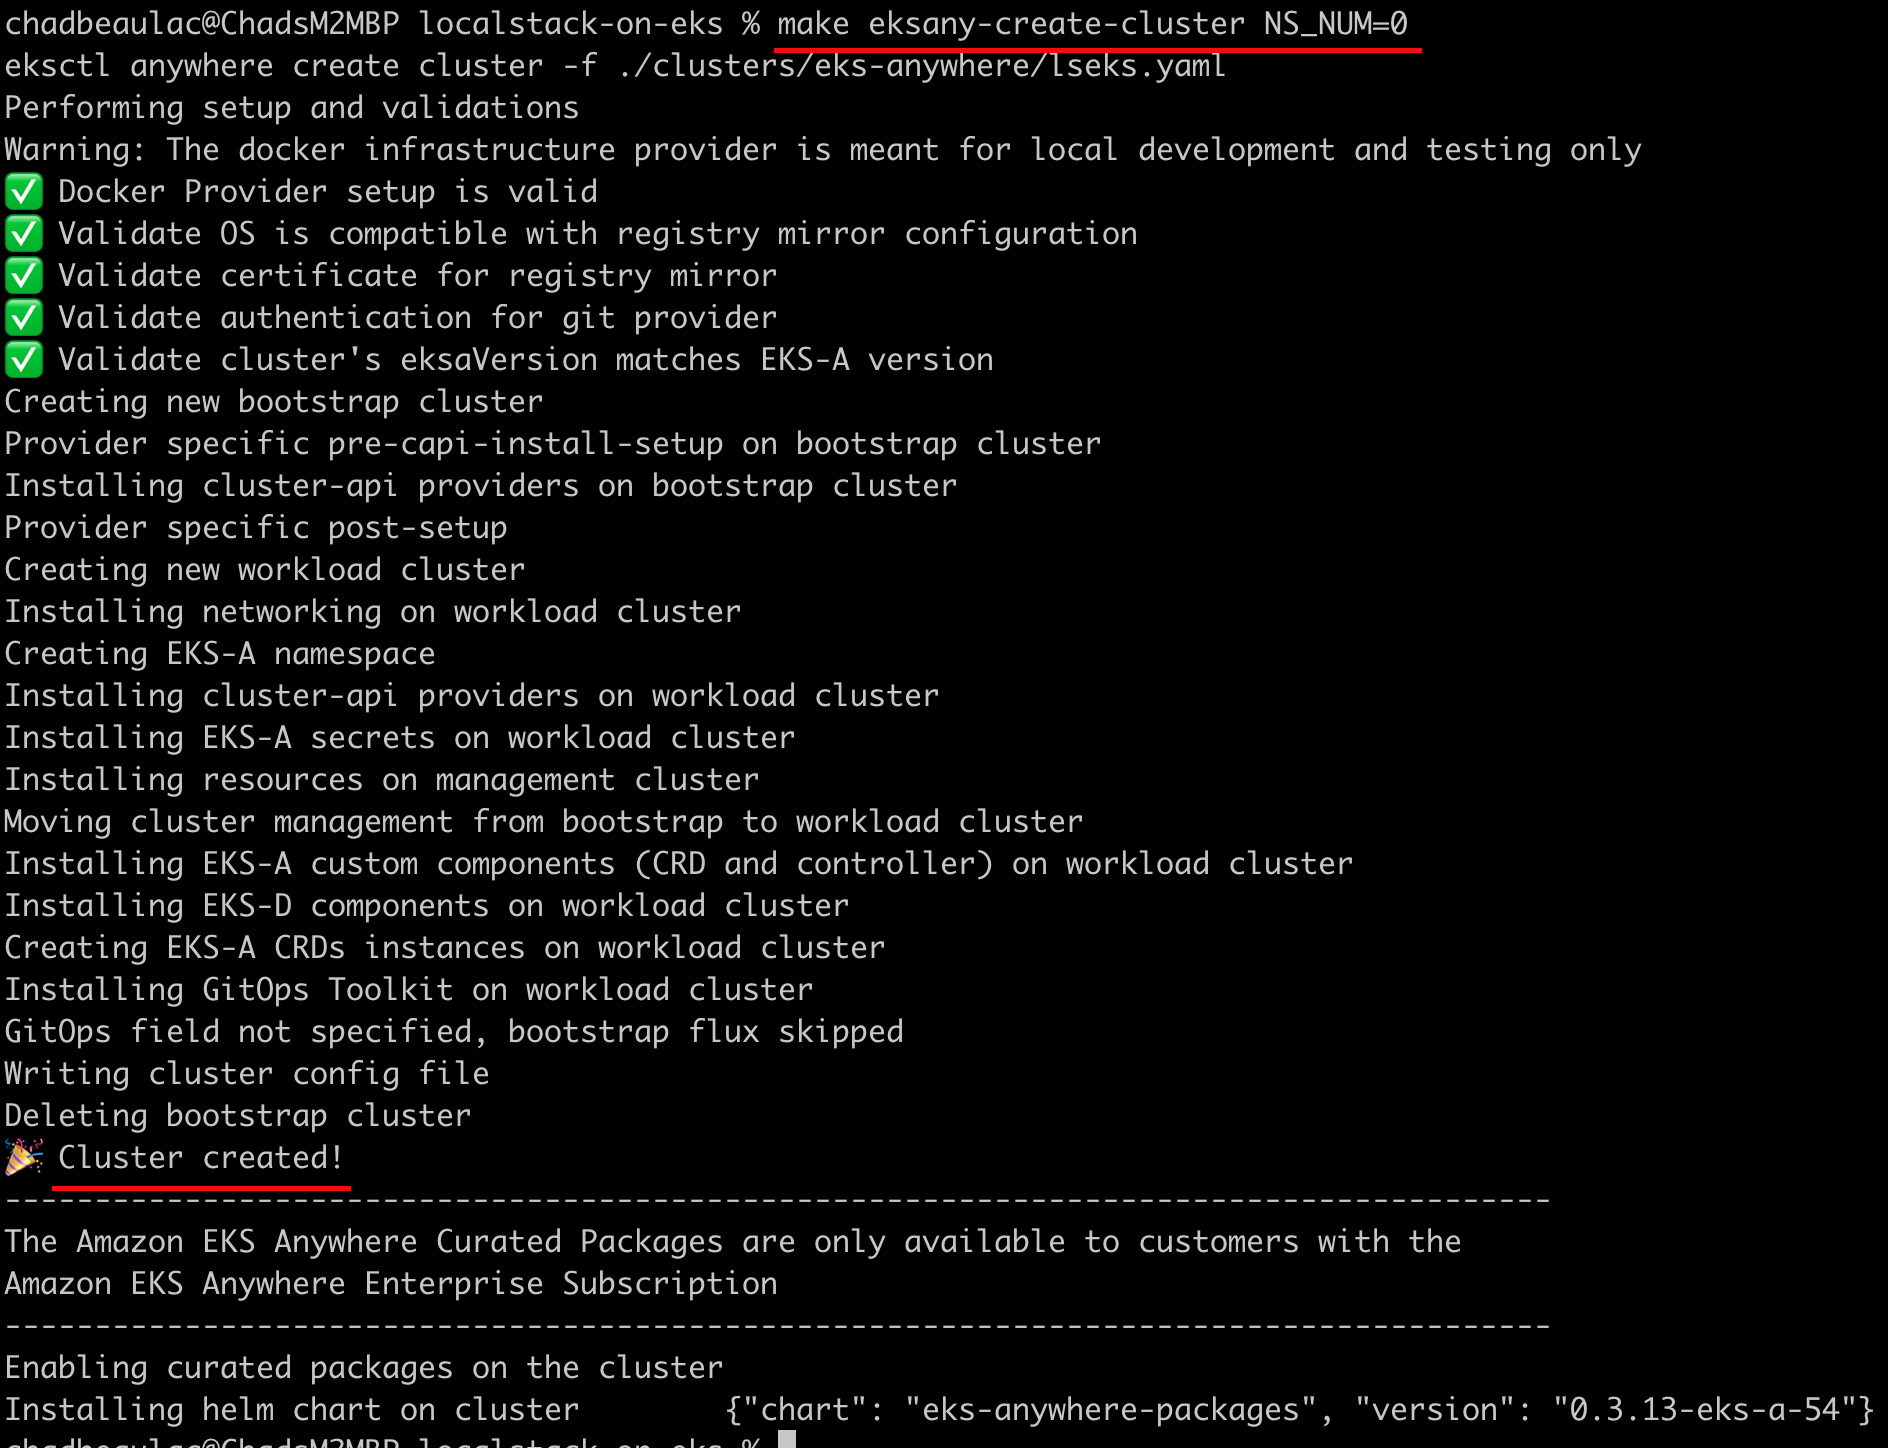 chadbeaulac@ChadsM2MBP localstack-on-eks % make eksany-create-cluster NS_NUM=0
eksctl anywhere create cluster -f ./clusters/eks-anywhere/lseks.yaml
Performing setup and validations
Warning: The docker infrastructure provider is meant for local development and testing only
✅ Docker Provider setup is valid
✅ Validate OS is compatible with registry mirror configuration
✅ Validate certificate for registry mirror
✅ Validate authentication for git provider
✅ Validate cluster's eksaVersion matches EKS-A version
Creating new bootstrap cluster
Provider specific pre-capi-install-setup on bootstrap cluster
Installing cluster-api providers on bootstrap cluster
Provider specific post-setup
Creating new workload cluster
Installing networking on workload cluster
Creating EKS-A namespace
Installing cluster-api providers on workload cluster
Installing EKS-A secrets on workload cluster
Installing resources on management cluster
Moving cluster management from bootstrap to workload cluster
Installing EKS-A custom components (CRD and controller) on workload cluster
Installing EKS-D components on workload cluster
Creating EKS-A CRDs instances on workload cluster
Installing GitOps Toolkit on workload cluster
GitOps field not specified, bootstrap flux skipped
Writing cluster config file
Deleting bootstrap cluster
🎉 Cluster created!
--------------------------------------------------------------------------------------
The Amazon EKS Anywhere Curated Packages are only available to customers with the
Amazon EKS Anywhere Enterprise Subscription
--------------------------------------------------------------------------------------
Enabling curated packages on the cluster
Installing helm chart on cluster        {"chart": "eks-anywhere-packages", "version": "0.3.13-eks-a-54"}
chadbeaulac@ChadsM2MBP localstack-on-eks %